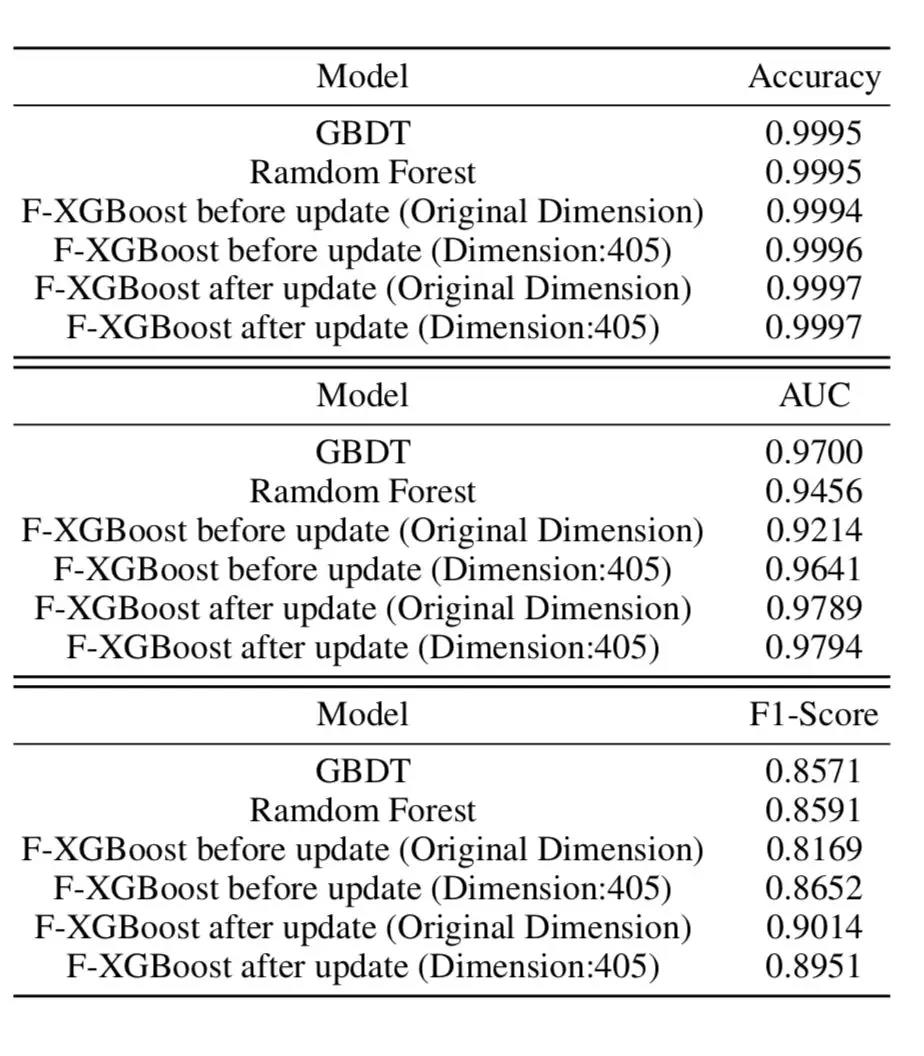 Model Accuracy
GBDT 0.9995
Ramdom Forest 0.9995
F-XGBoost before update (Original Dimension) 0.9994
F-XGBoost before update (Dimension:405) 0.9996
F-XGBoost after update (Original Dimension) 0.9997
F-XGBoost after update (Dimension:405) 0.9997
Model AUC
GBDT 0.9700
Ramdom Forest 0.9456
F-XGBoost before update (Original Dimension) 0.9214
F-XGBoost before update (Dimension:405) 0.9641
F-XGBoost after update (Original Dimension) 0.9789
F-XGBoost after update (Dimension:405) 0.9794
Model F1-Score
GBDT 0.8571
Ramdom Forest 0.8591
F-XGBoost before update (Original Dimension) 0.8169
F-XGBoost before update (Dimension:405) 0.8652
F-XGBoost after update (Original Dimension) 0.9014
F-XGBoost after update (Dimension:405) 0.8951